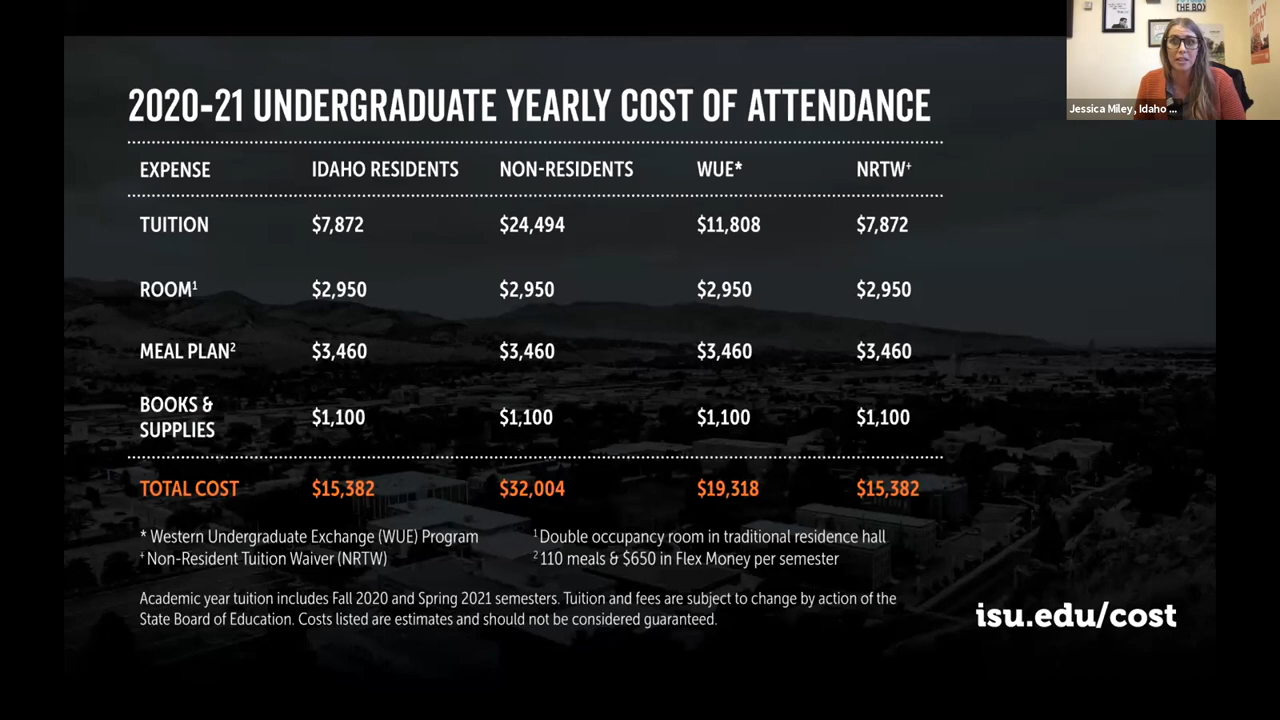 THE BOX
APPLY
NOW
Jessica Miley, Idaho ...
2020-21 UNDERGRADUATE YEARLY COST OF ATTENDANCE
EXPENSE IDAHO RESIDENTS NON-RESIDENTS WUE* NRTW⁺
TUITION $7,872 $24,494 $11,808 $7,872
ROOM¹ $2,950 $2,950 $2,950 $2,950
MEAL PLAN² $3,460 $3,460 $3,460 $3,460
BOOKS &
SUPPLIES $1,100 $1,100 $1,100 $1,100
TOTAL COST $15,382 $32,004 $19,318 $15,382
* Western Undergraduate Exchange (WUE) Program
⁺ Non-Resident Tuition Waiver (NRTW)
¹ Double occupancy room in traditional residence hall
² 110 meals & $650 in Flex Money per semester
Academic year tuition includes Fall 2020 and Spring 2021 semesters. Tuition and fees are subject to change by action of the
State Board of Education. Costs listed are estimates and should not be considered guaranteed.
isu.edu/cost